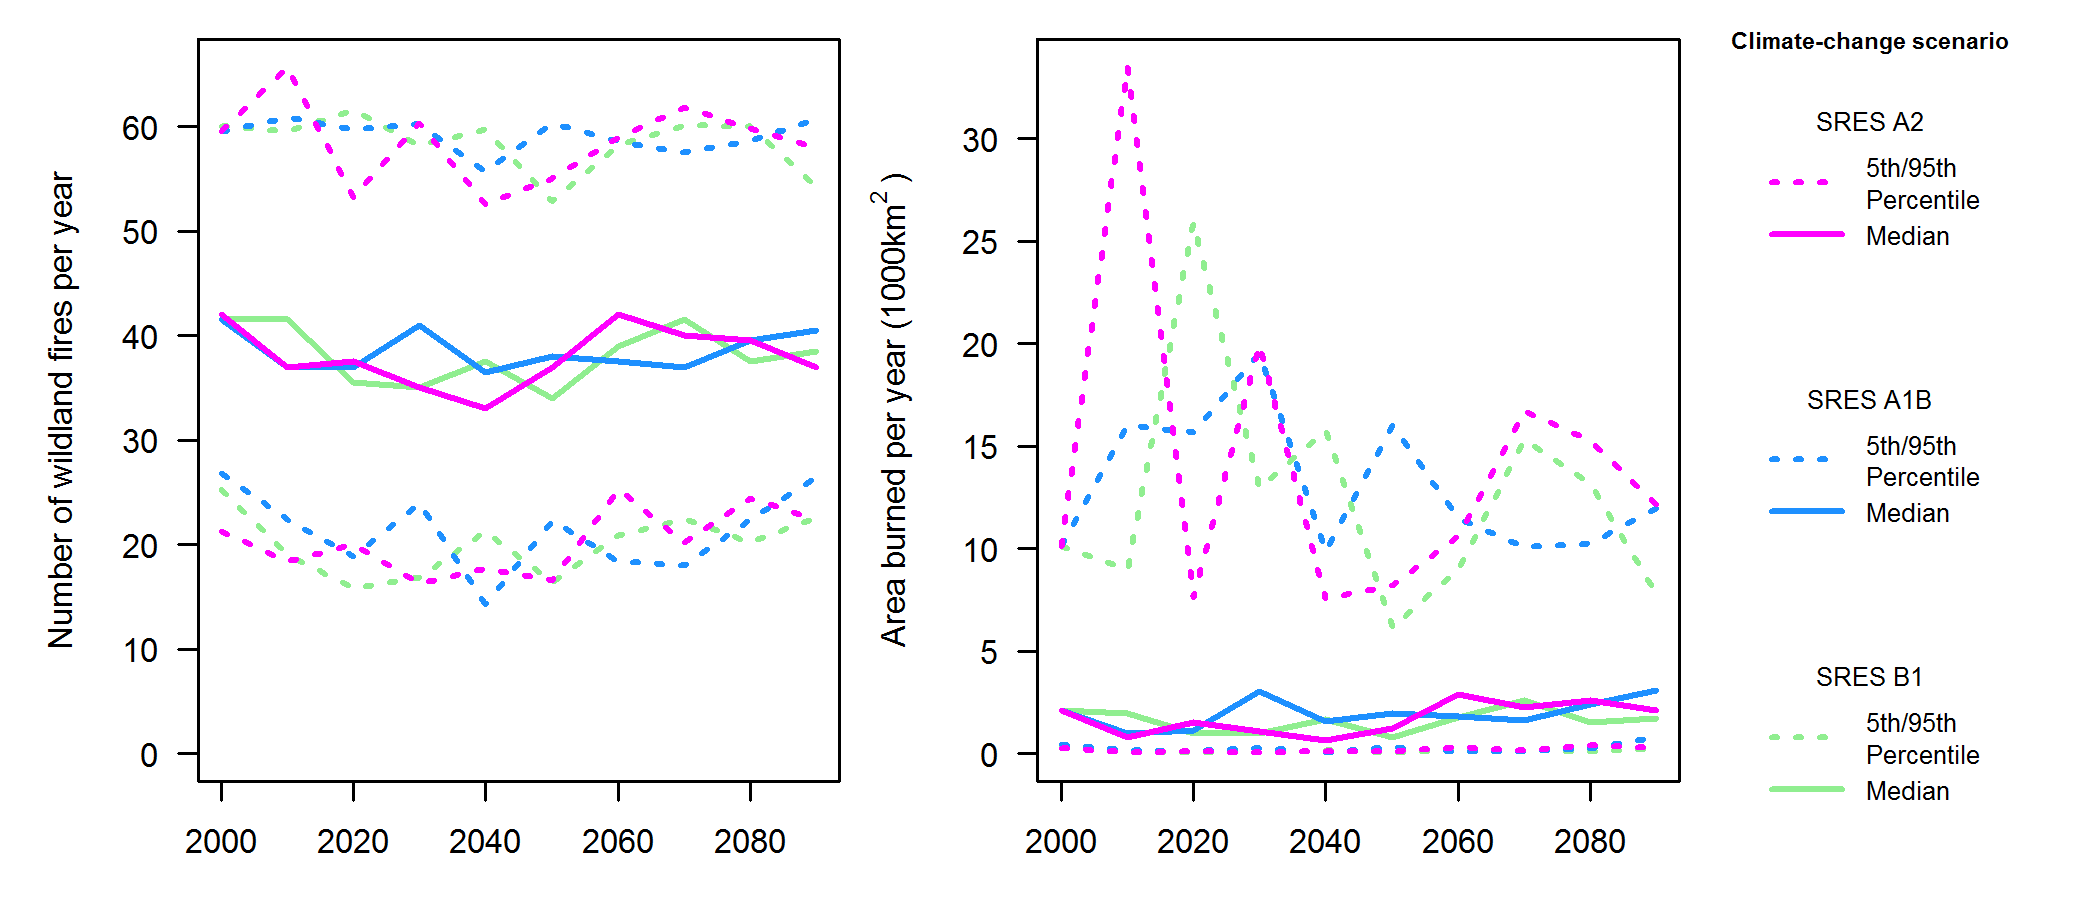 Number of wildland fires per year
60
50
40
30
20
10
0
2000 2020 2040 2060 2080
Area burned per year (1000km2)
30
25
20
15
10
5
0
2000 2020 2040 2060 2080
Climate-change scenario
SRES A2
5th/95th
Percentile
Median
SRES A1B
5th/95th
Percentile
Median
SRES B1
5th/95th
Percentile
Median